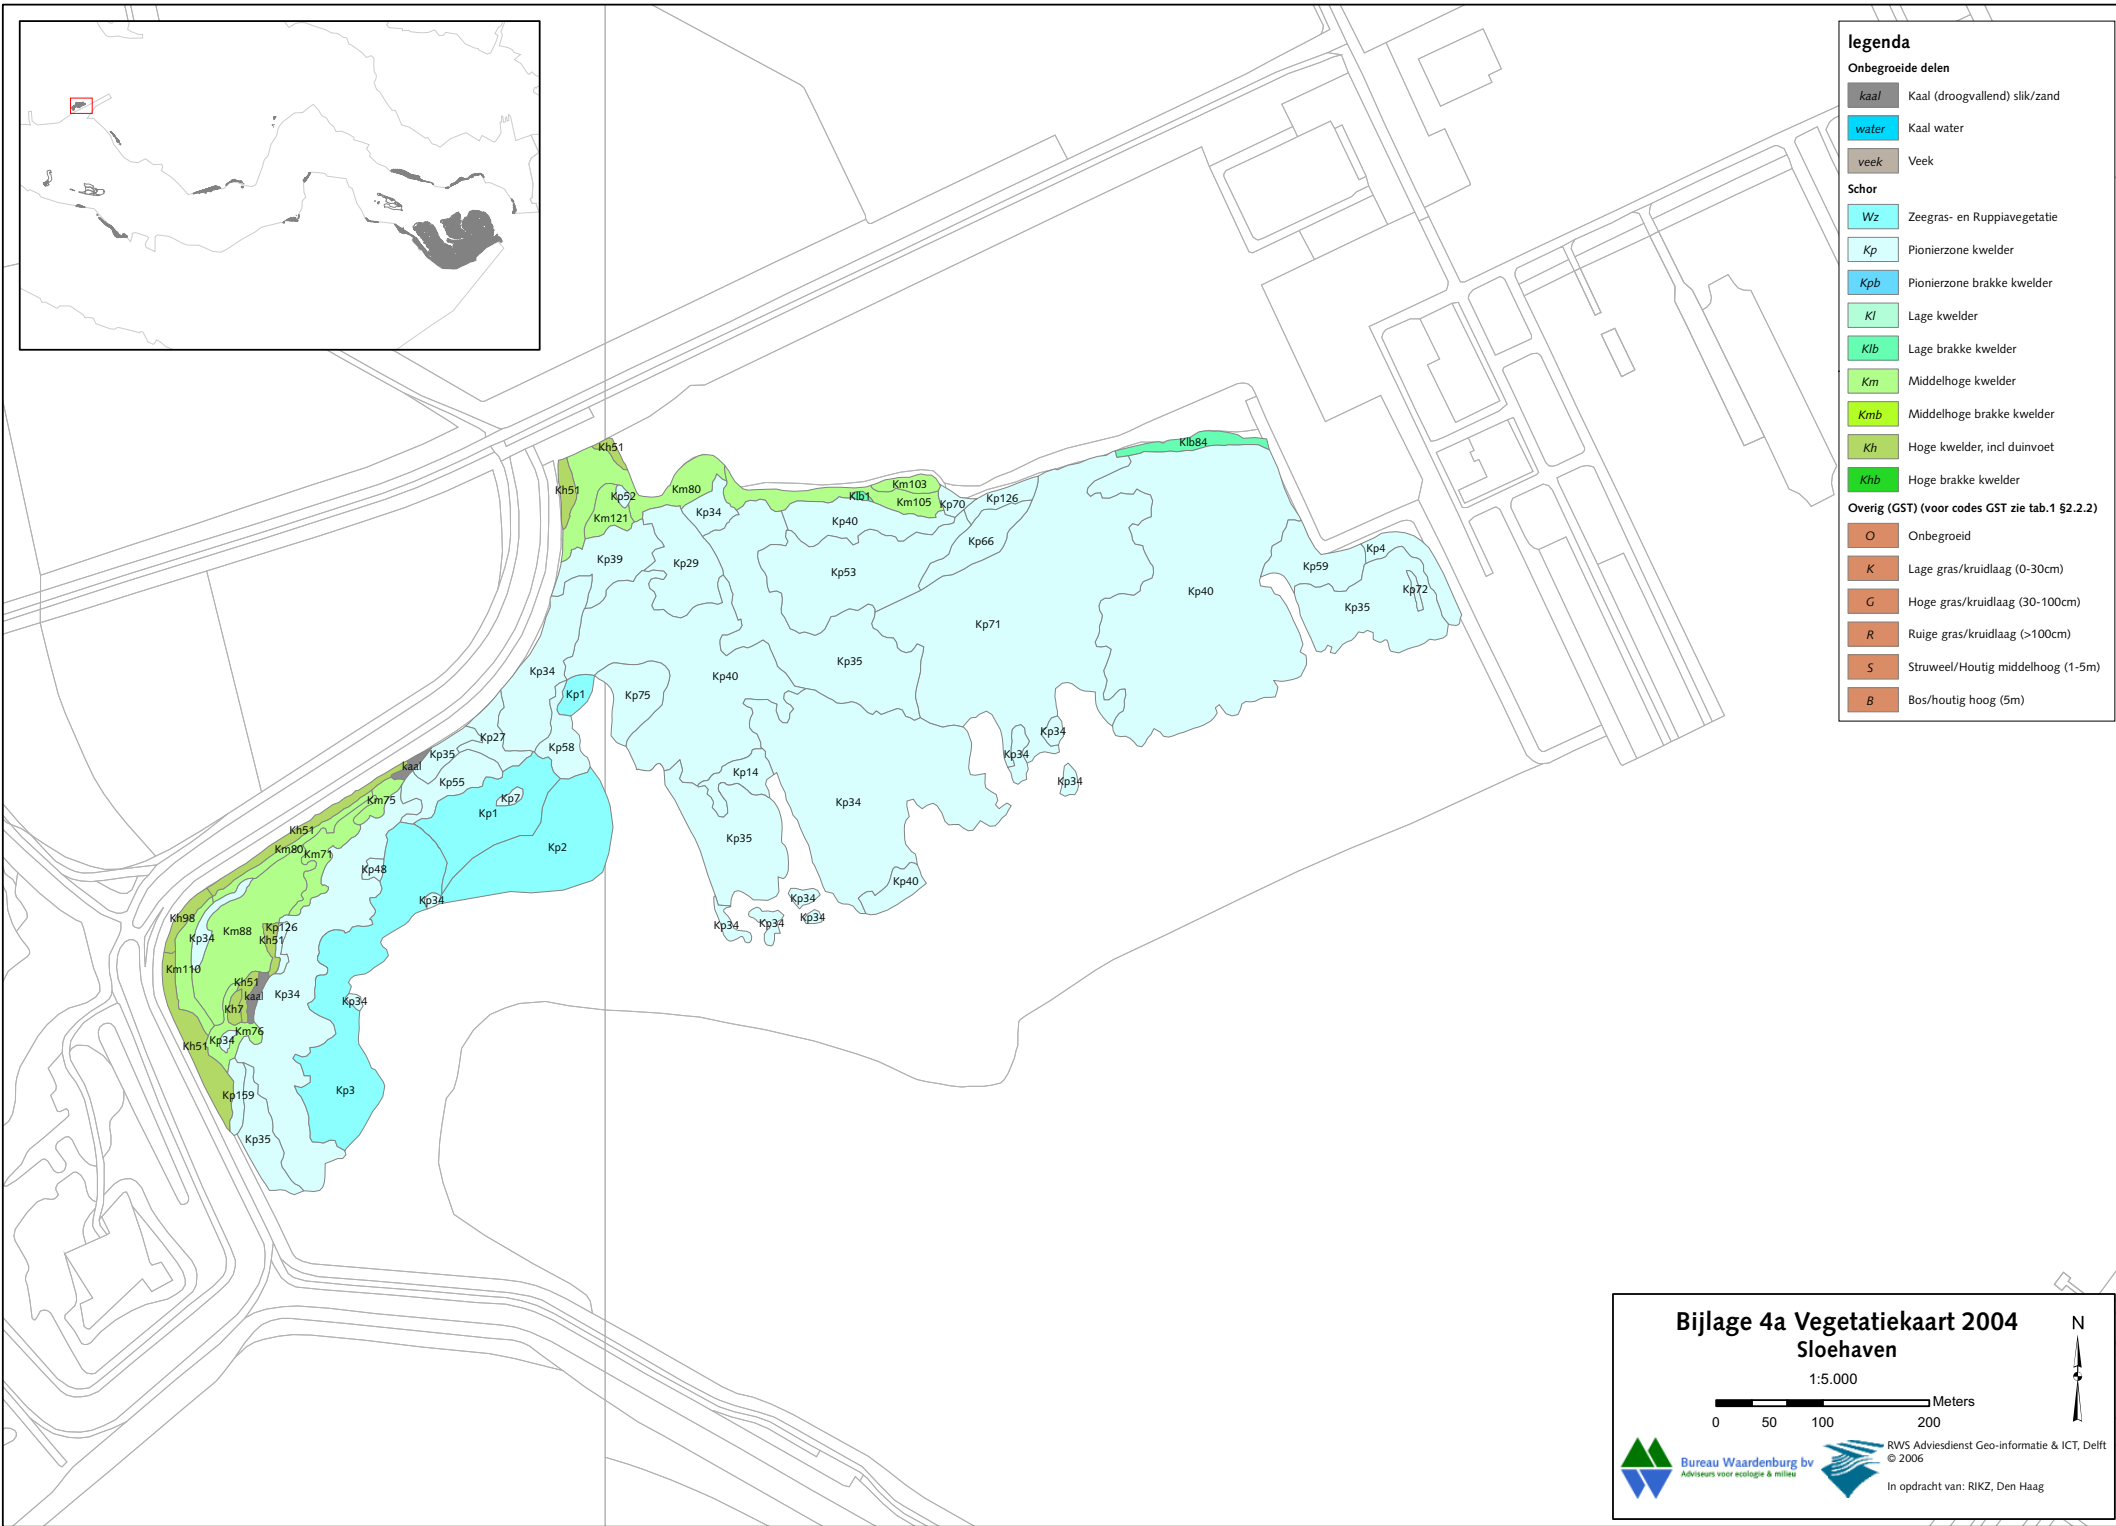 legenda
Onbegroeide delen
kaal Kaal (droogvallend) slik/zand
water Kaal water
veek Veek
Schor
Wz Zeegras- en Ruppiavegetatie
Kp Pionierzone kwelder
Kpb Pionierzone brakke kwelder
Kl Lage kwelder
Klb Lage brakke kwelder
Km Middelhoge kwelder
Kmb Middelhoge brakke kwelder
Kh Hoge kwelder, incl duinvoet
Khb Hoge brakke kwelder
Overig (GST) (voor codes GST zie tab.1 §2.2.2)
O Onbegroeid
K Lage gras/kruidlaag (0-30cm)
G Hoge gras/kruidlaag (30-100cm)
R Ruige gras/kruidlaag (>100cm)
S Struweel/Houtig middelhoog (1-5m)
B Bos/houtig hoog (5m)
Klb84
Kh51
Kh51
Kp52
Km80
Klb1
Km103
Km105
Kp70
Kp126
Km121
Kp34
Kp40
Kp66
Kp39
Kp29
Kp53
Kp40
Kp59
Kp4
Kp72
Kp35
Kp71
Kp34
Kp40
Kp35
Kp1
Kp75
Kp27
Kp58
Kp34
Kp34
Kp34
kaal
Kp35
Kp55
Kp14
Kp7
Kp1
Kp34
Km75
Kh51
Km80
Km71
Kp2
Kp35
Kp48
Kp40
Kp34
Kp34
Kp34
Kp34
Kp34
Kh98
Kp34
Km88
Kp126
Kh51
Km110
Kh51
kaal
Kp34
Kp34
Kh7
Km76
Kh51
Kp34
Kp159
Kp3
Kp35
Bijlage 4a Vegetatiekaart 2004
Sloehaven
N
1:5.000
Meters
0 50 100 200
Bureau Waardenburg bv
Adviseurs voor ecologie & milieu
RWS Adviesdienst Geo-informatie & ICT, Delft
© 2006
In opdracht van: RIKZ, Den Haag